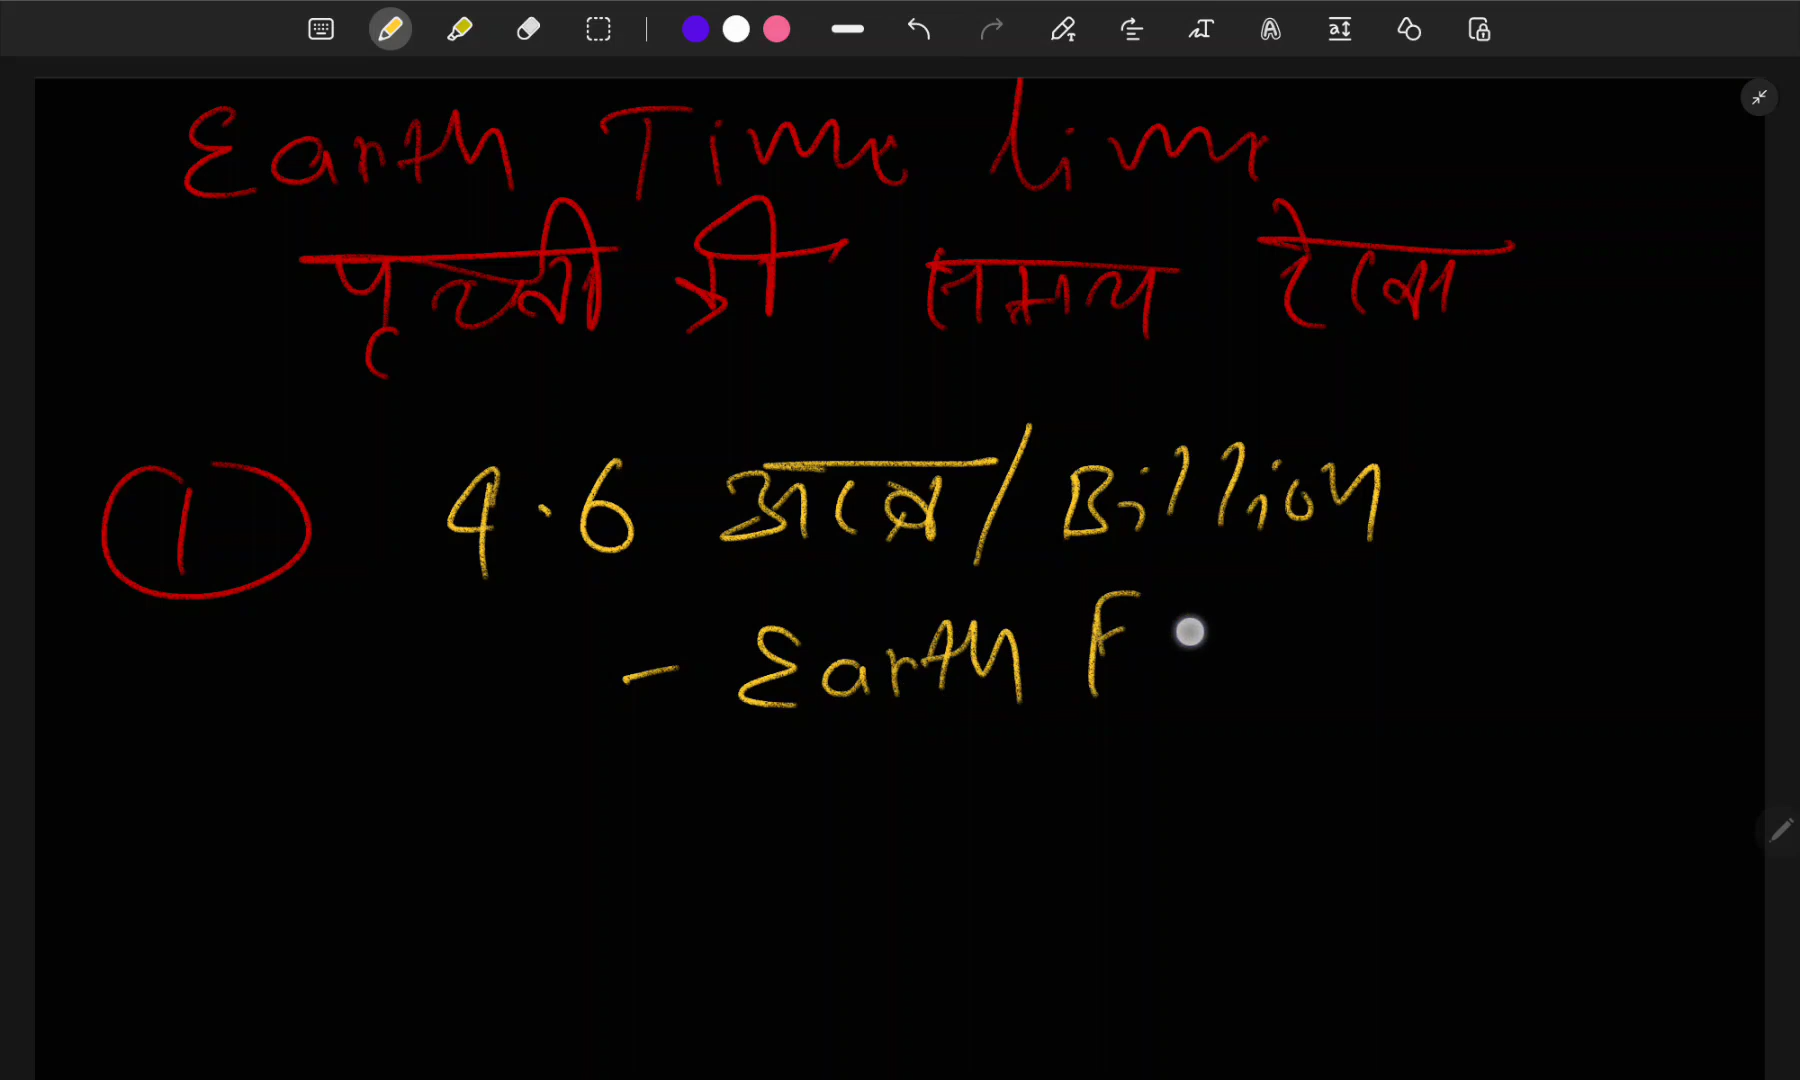 Earth Time line
पृथ्वी की समय रेखा
1 4.6 अरब / Billion
- Earth F